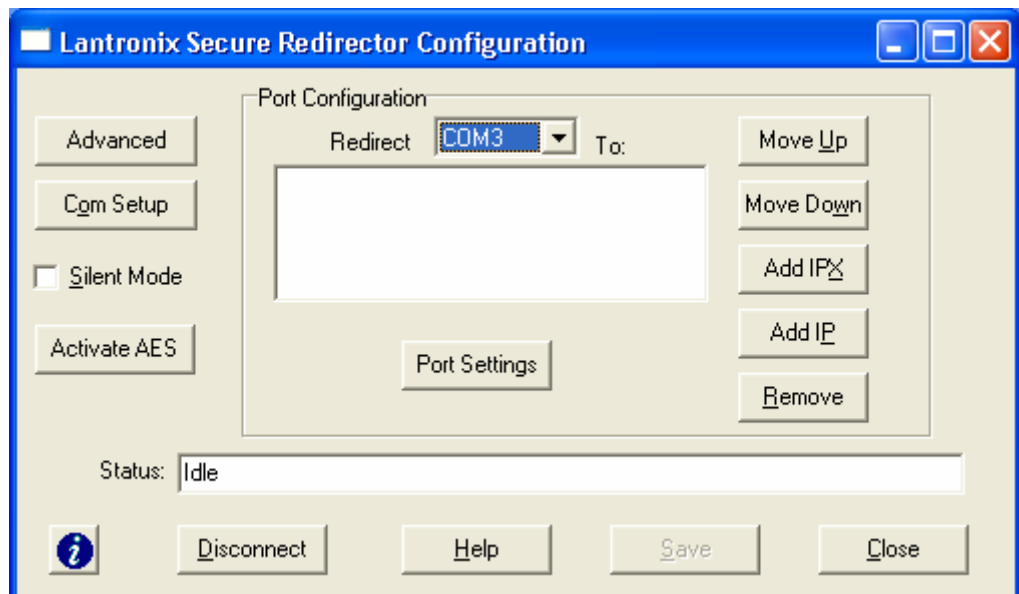 Lantronix Secure Redirector Configuration
Port Configuration
Advanced
Redirect COM3 To:
Move Up
Com Setup
Move Down
Silent Mode
Add IPX
Activate AES
Add IP
Port Settings
Remove
Status: Idle
i Disconnect Help Save Close